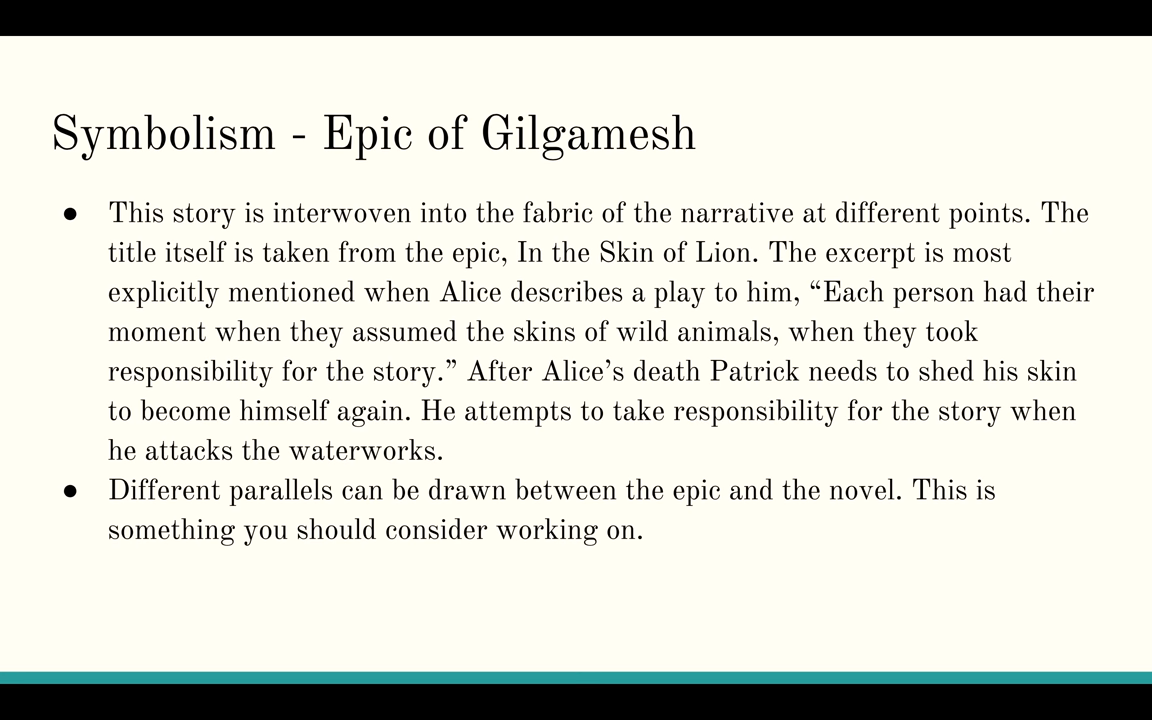 Symbolism - Epic of Gilgamesh
● This story is interwoven into the fabric of the narrative at different points. The
title itself is taken from the epic, In the Skin of Lion. The excerpt is most
explicitly mentioned when Alice describes a play to him, “Each person had their
moment when they assumed the skins of wild animals, when they took
responsibility for the story.” After Alice’s death Patrick needs to shed his skin
to become himself again. He attempts to take responsibility for the story when
he attacks the waterworks.
● Different parallels can be drawn between the epic and the novel. This is
something you should consider working on.